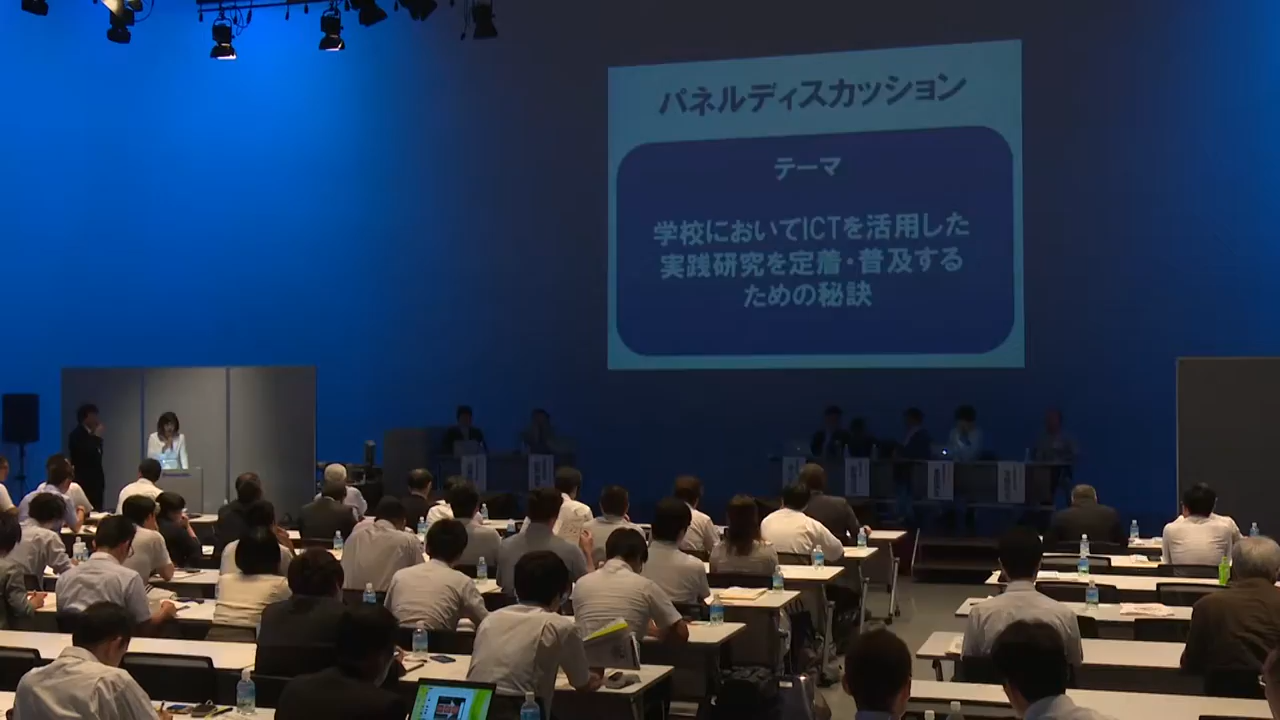 パネルディスカッション
テーマ
学校においてICTを活用した
実践研究を定着・普及する
ための秘訣